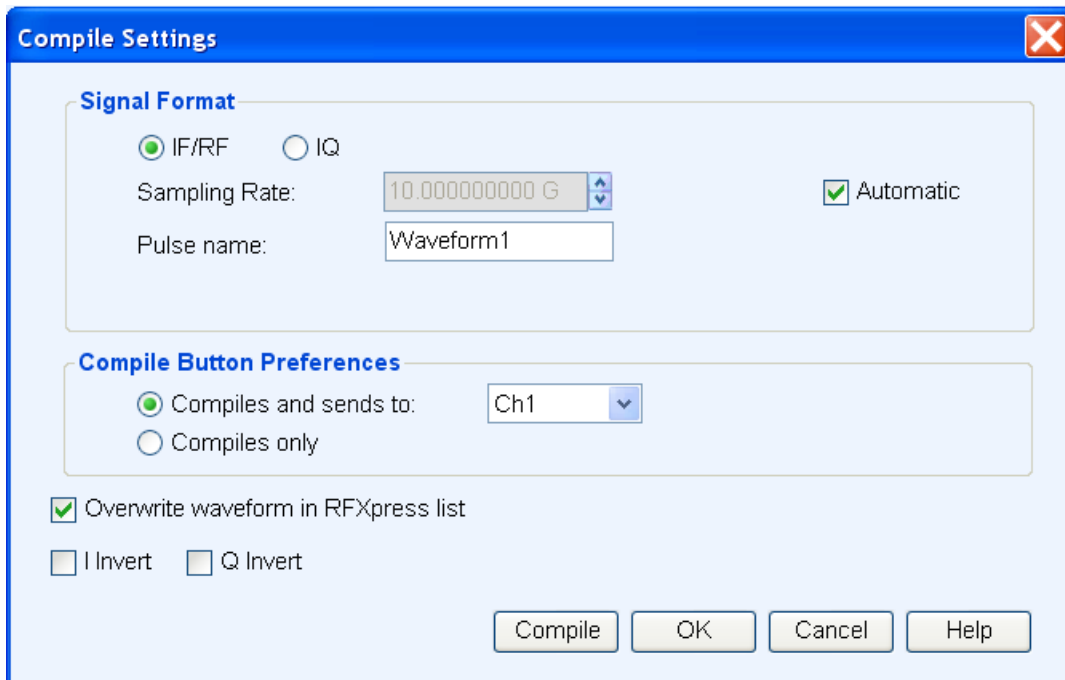 Compile Settings
Signal Format
IF/RF IQ
Sampling Rate: 10.000000000 G Automatic
Pulse name: Waveform1
Compile Button Preferences
Compiles and sends to: Ch1
Compiles only
Overwrite waveform in RFXpress list
I Invert Q Invert
Compile OK Cancel Help